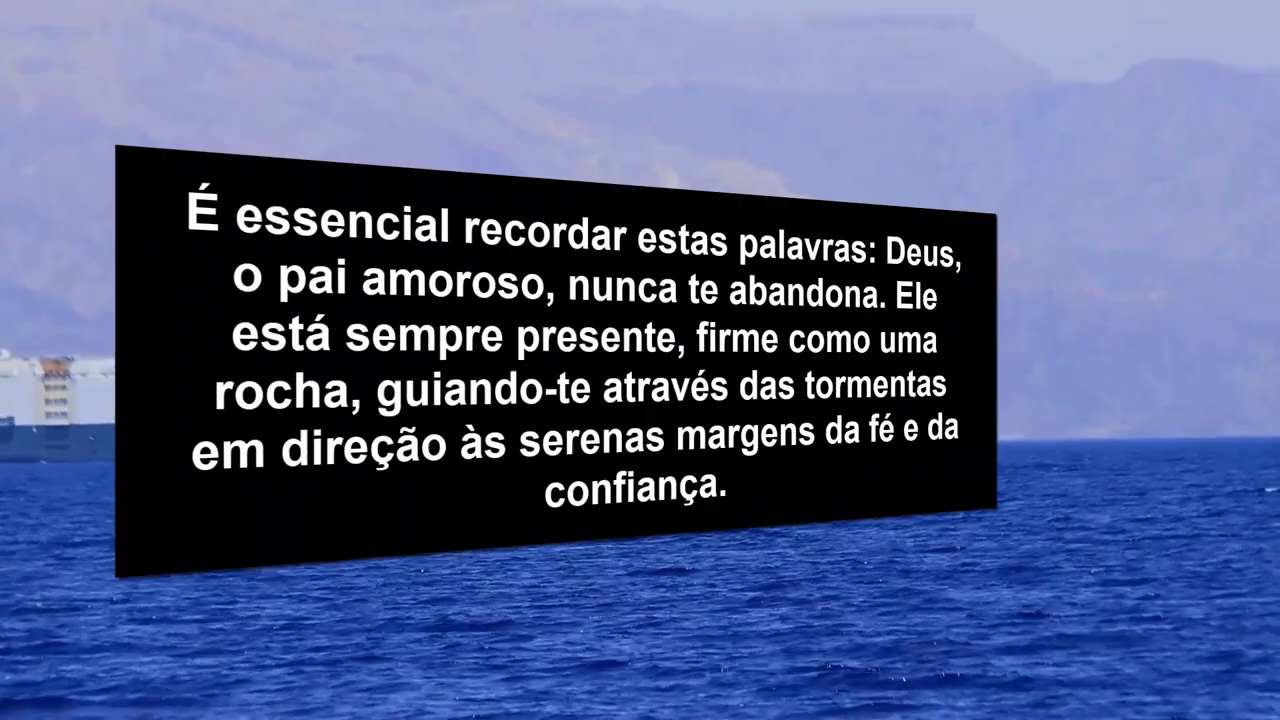 É essencial recordar estas palavras: Deus,
o pai amoroso, nunca te abandona. Ele
está sempre presente, firme como uma
rocha, guiando-te através das tormentas
em direção às serenas margens da fé e da
confiança.